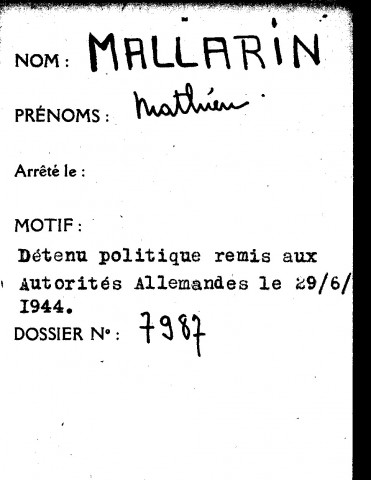 NOM : MALLARIN
PRÉNOMS : Mathieu.
Arrêté le :
MOTIF :
Détenu politique remis aux
Autorités Allemandes le 29/6/
1944.
DOSSIER N° : 7987